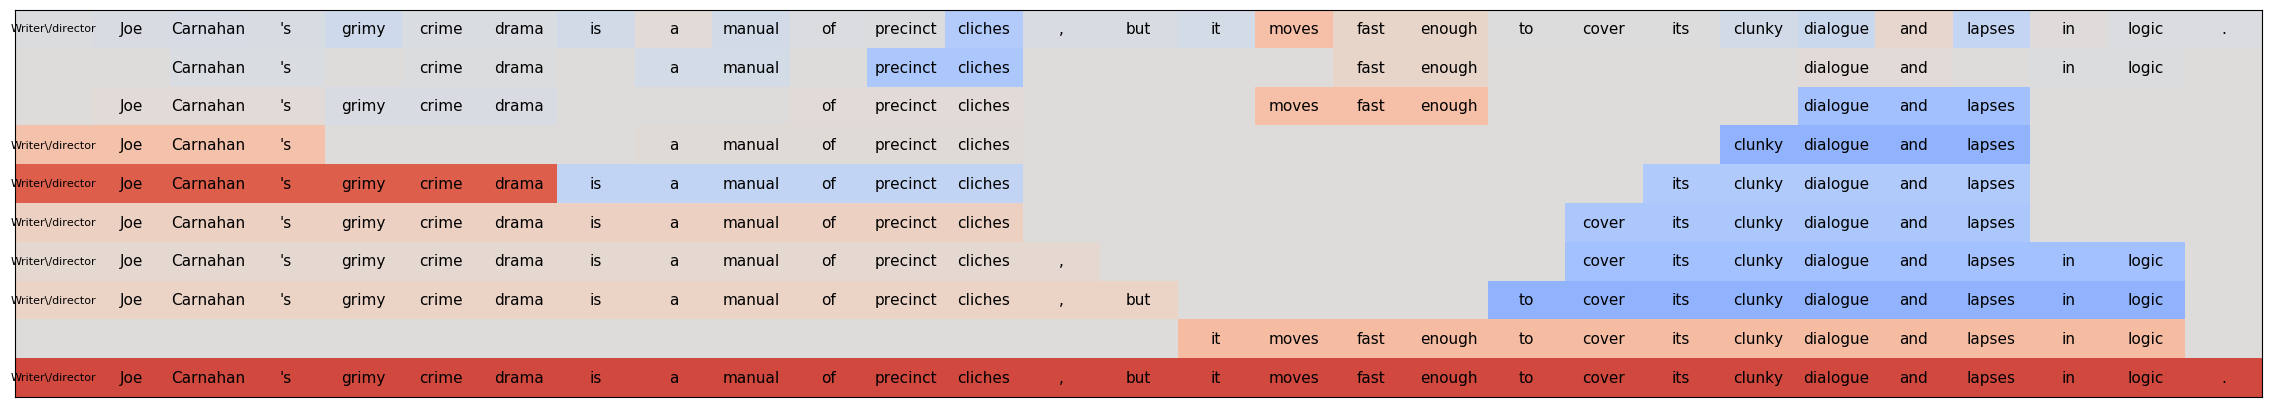 Writer\/director Joe Carnahan 's grimy crime drama is a manual of precinct cliches , but it moves fast enough to cover its clunky dialogue and lapses in logic .
Carnahan 's crime drama a manual precinct cliches fast enough dialogue and in logic
Joe Carnahan 's grimy crime drama of precinct cliches moves fast enough dialogue and lapses
Writer\/director Joe Carnahan 's a manual of precinct cliches clunky dialogue and lapses
Writer\/director Joe Carnahan 's grimy crime drama is a manual of precinct cliches its clunky dialogue and lapses
Writer\/director Joe Carnahan 's grimy crime drama is a manual of precinct cliches cover its clunky dialogue and lapses
Writer\/director Joe Carnahan 's grimy crime drama is a manual of precinct cliches , cover its clunky dialogue and lapses in logic
Writer\/director Joe Carnahan 's grimy crime drama is a manual of precinct cliches , but to cover its clunky dialogue and lapses in logic
it moves fast enough to cover its clunky dialogue and lapses in logic
Writer\/director Joe Carnahan 's grimy crime drama is a manual of precinct cliches , but it moves fast enough to cover its clunky dialogue and lapses in logic .